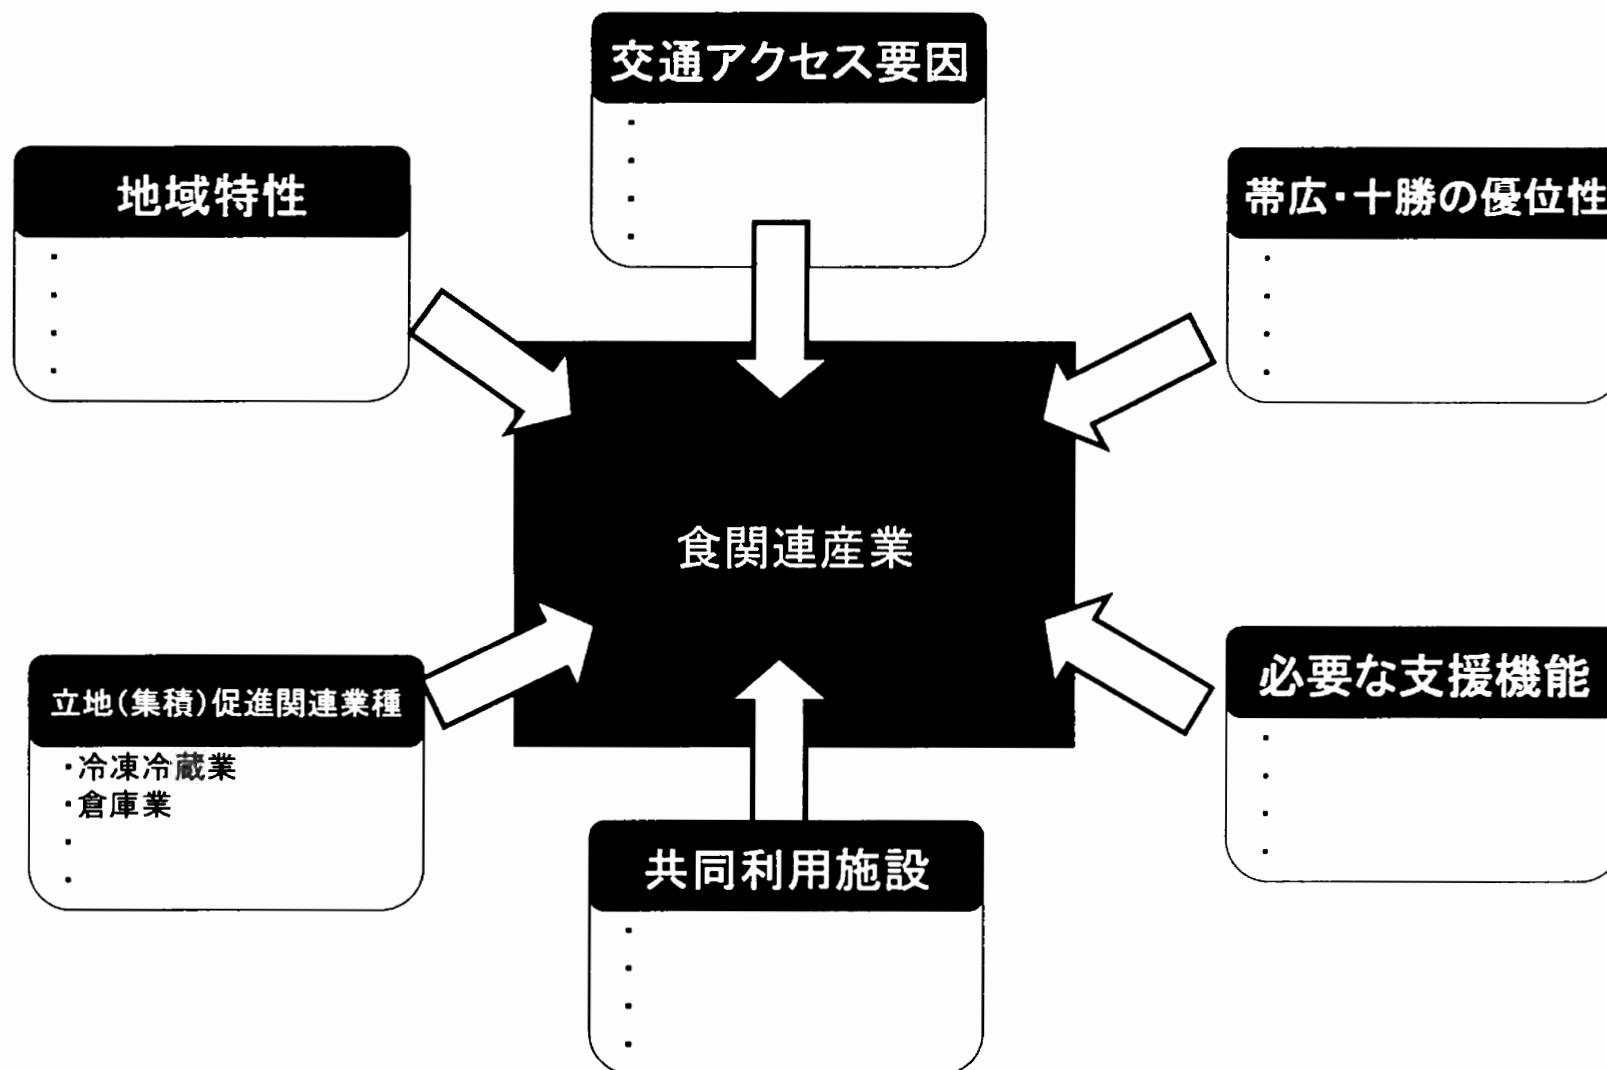 交通アクセス要因
・
・
・
・
地域特性
・
・
・
・
帯広・十勝の優位性
・
・
・
・
食関連産業
立地(集積)促進関連業種
・冷凍冷蔵業
・倉庫業
・
・
必要な支援機能
・
・
・
・
共同利用施設
・
・
・
・